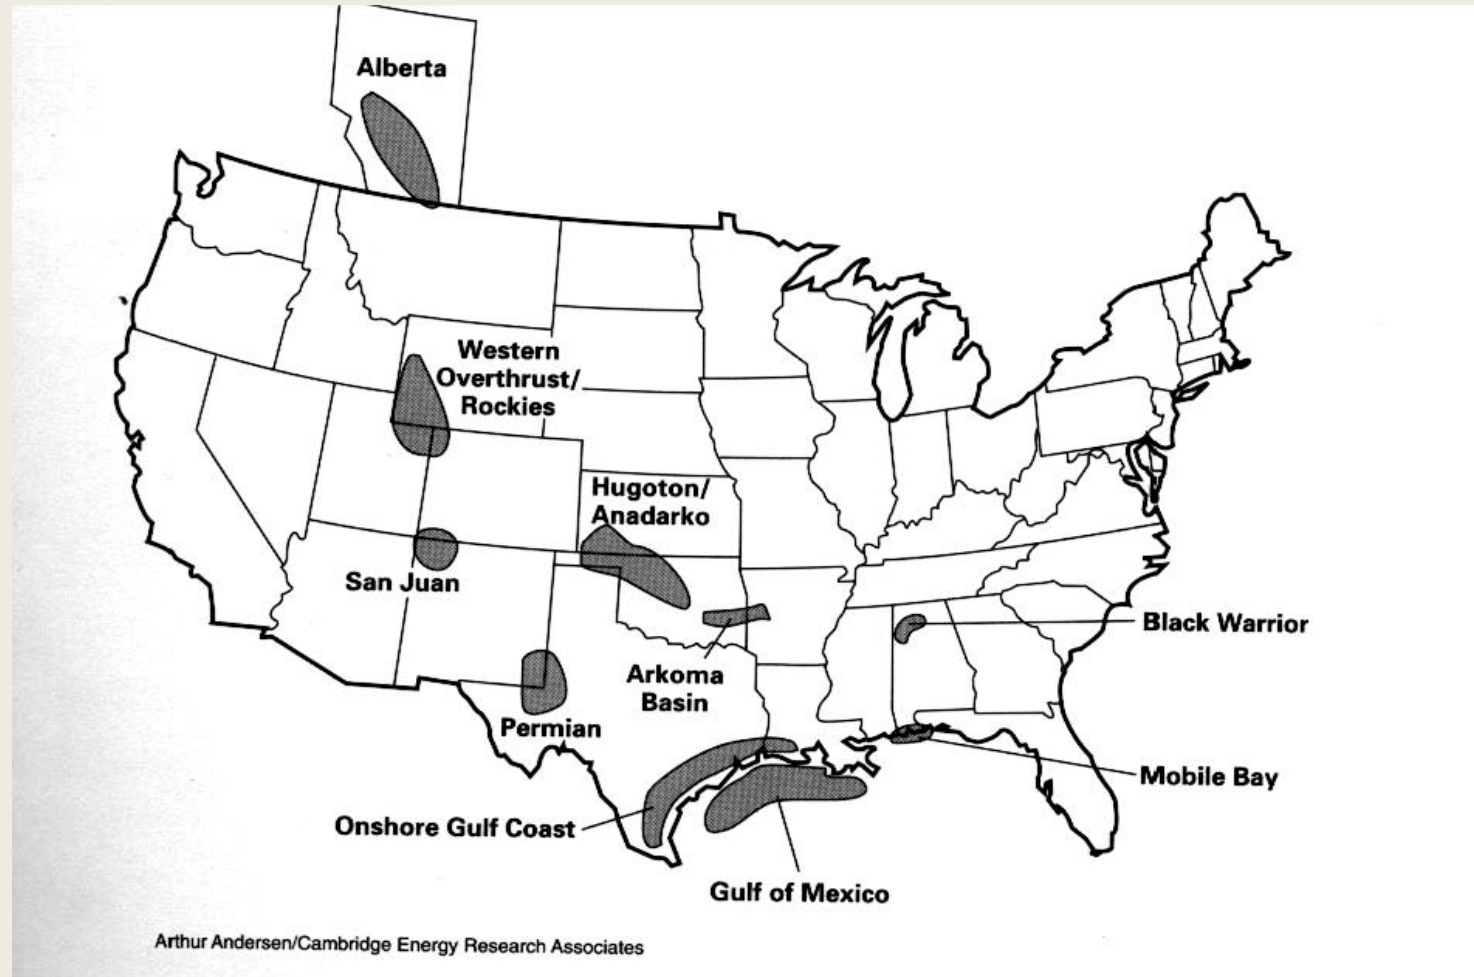 Alberta
Western
Overthrust/
Rockies
Hugoton/
Anadarko
San Juan
Black Warrior
Arkoma
Basin
Permian
Mobile Bay
Onshore Gulf Coast
Gulf of Mexico
Arthur Andersen/Cambridge Energy Research Associates